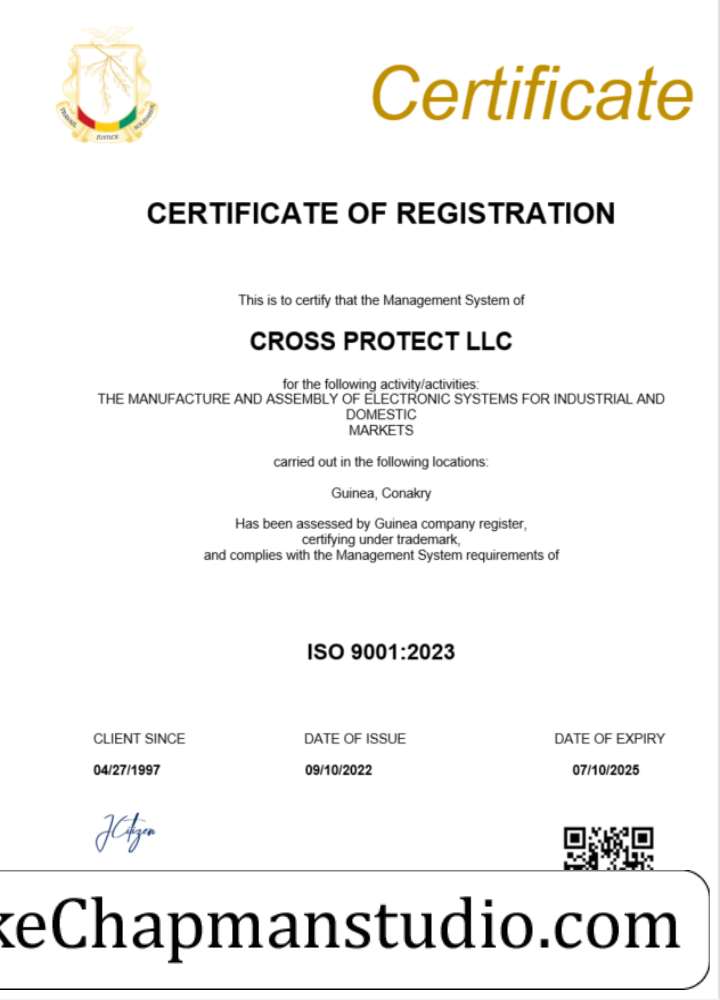 Certificate
TRAVAIL JUSTICE SOLIDARITE
CERTIFICATE OF REGISTRATION
This is to certify that the Management System of
CROSS PROTECT LLC
for the following activity/activities:
THE MANUFACTURE AND ASSEMBLY OF ELECTRONIC SYSTEMS FOR INDUSTRIAL AND
DOMESTIC
MARKETS
carried out in the following locations:
Guinea, Conakry
Has been assessed by Guinea company register,
certifying under trademark,
and complies with the Management System requirements of
ISO 9001:2023
CLIENT SINCE DATE OF ISSUE DATE OF EXPIRY
04/27/1997 09/10/2022 07/10/2025
JCitizen
keChapmanstudio.com